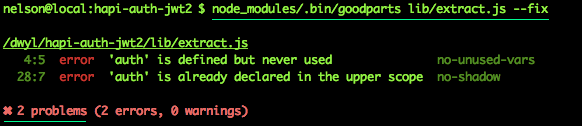 nelson@local:hapi-auth-jwt2 $ node_modules/.bin/goodparts lib/extract.js --fix
/dwyl/hapi-auth-jwt2/lib/extract.js
4:5 error 'auth' is defined but never used no-unused-vars
28:7 error 'auth' is already declared in the upper scope no-shadow
✖ 2 problems (2 errors, 0 warnings)